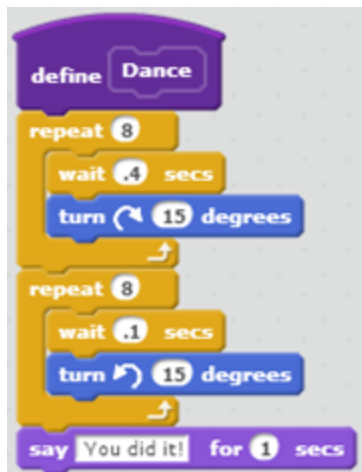 define Dance
repeat 8
wait .4 secs
turn 15 degrees
repeat 8
wait .1 secs
turn 15 degrees
say You did it! for 1 secs